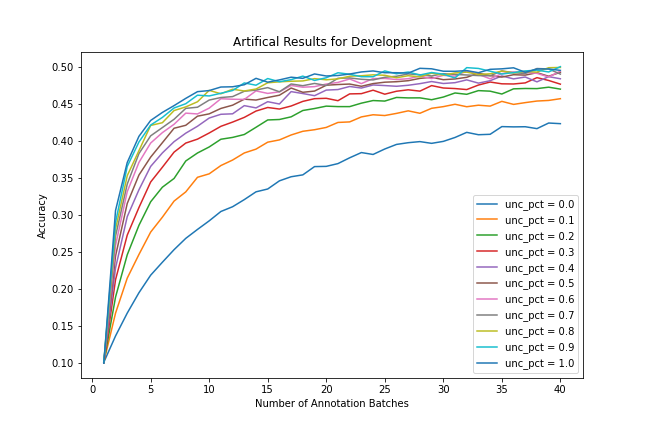 Artifical Results for Development
Accuracy
0.50
0.45
0.40
0.35
0.30
0.25
0.20
0.15
0.10
0 5 10 15 20 25 30 35 40
Number of Annotation Batches
unc_pct = 0.0
unc_pct = 0.1
unc_pct = 0.2
unc_pct = 0.3
unc_pct = 0.4
unc_pct = 0.5
unc_pct = 0.6
unc_pct = 0.7
unc_pct = 0.8
unc_pct = 0.9
unc_pct = 1.0